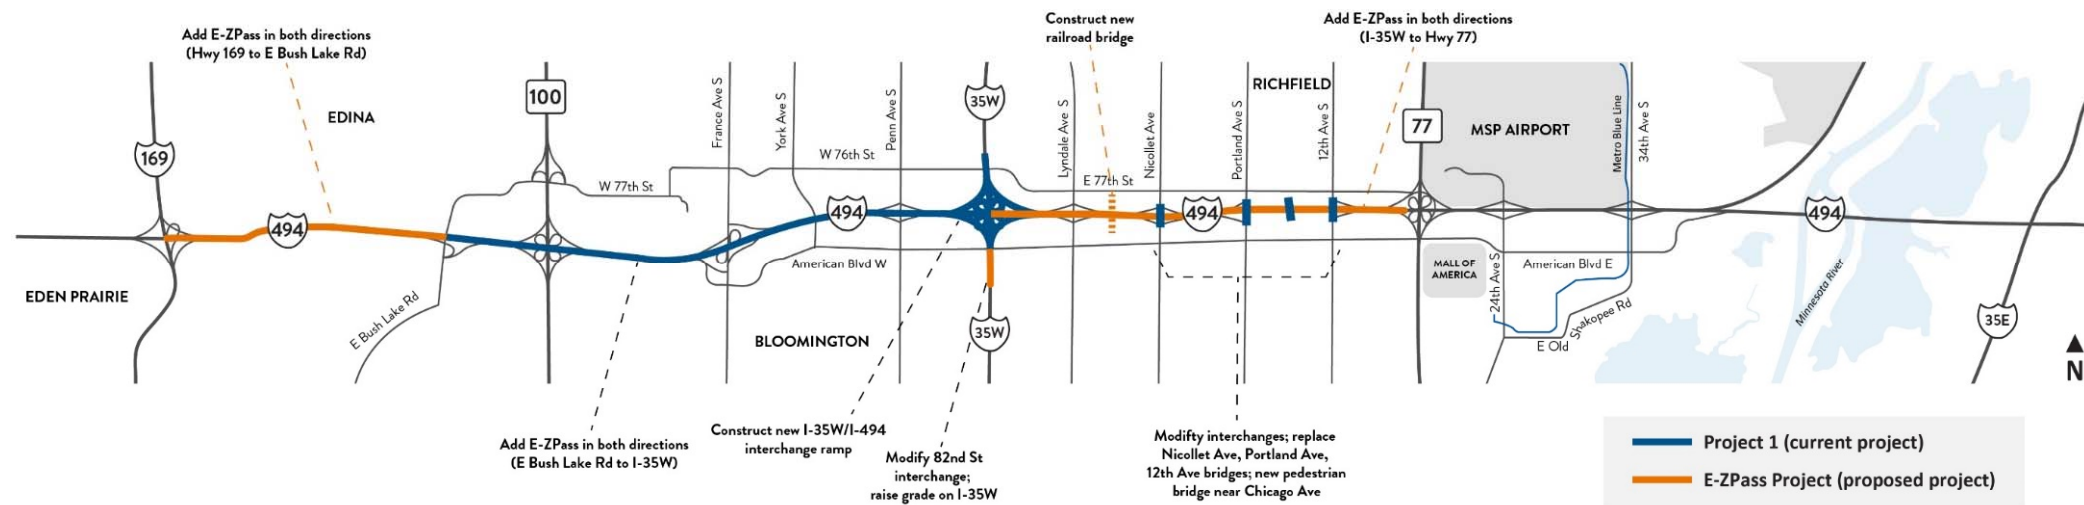 Add E-ZPass in both directions
(Hwy 169 to E Bush Lake Rd)
Construct new
railroad bridge
Add E-ZPass in both directions
(I-35W to Hwy 77)
EDINA
RICHFIELD
MSP AIRPORT
169
100
35W
77
France Ave S
York Ave S
Penn Ave S
Lyndale Ave S
Nicollet Ave
Portland Ave S
12th Ave S
Metro Blue Line
34th Ave S
W 76th St
W 77th St
E 77th St
494
494
494
494
American Blvd W
MALL OF
AMERICA
24th Ave S
American Blvd E
E Old
Shakopee Rd
Minnesota River
EDEN PRAIRIE
E Bush Lake Rd
BLOOMINGTON
35W
35E
N
Add E-ZPass in both directions
(E Bush Lake Rd to I-35W)
Construct new I-35W/I-494
interchange ramp
Modify 82nd St
interchange;
raise grade on I-35W
Modifty interchanges; replace
Nicollet Ave, Portland Ave,
12th Ave bridges; new pedestrian
bridge near Chicago Ave
Project 1 (current project)
E-ZPass Project (proposed project)